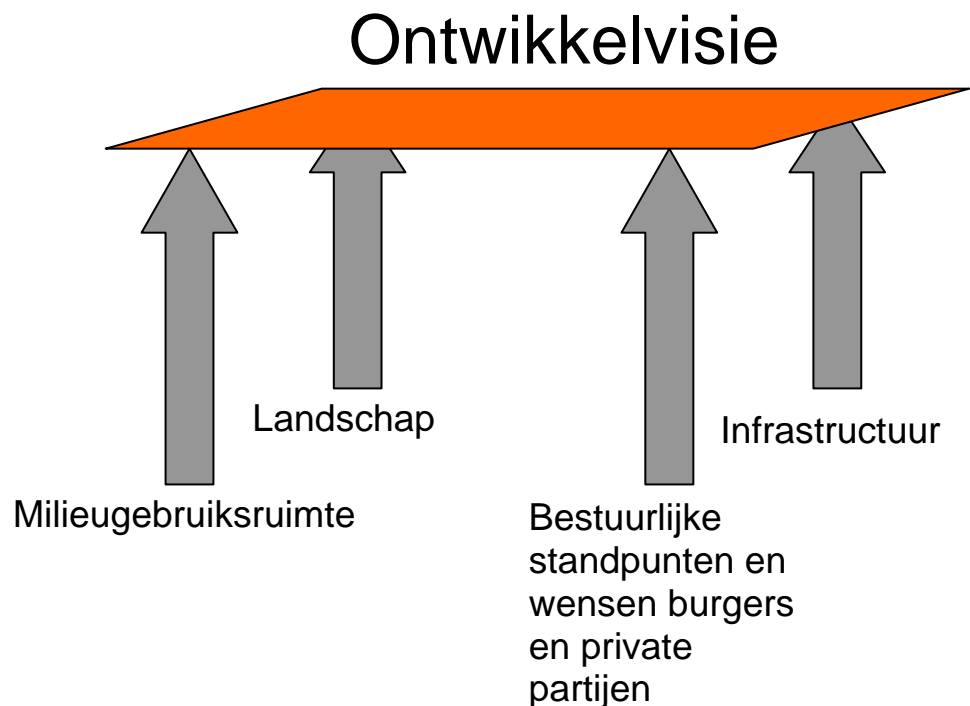 Ontwikkelvisie
Landschap
Infrastructuur
Milieugebruiksruimte
Bestuurlijke
standpunten en
wensen burgers
en private
partijen